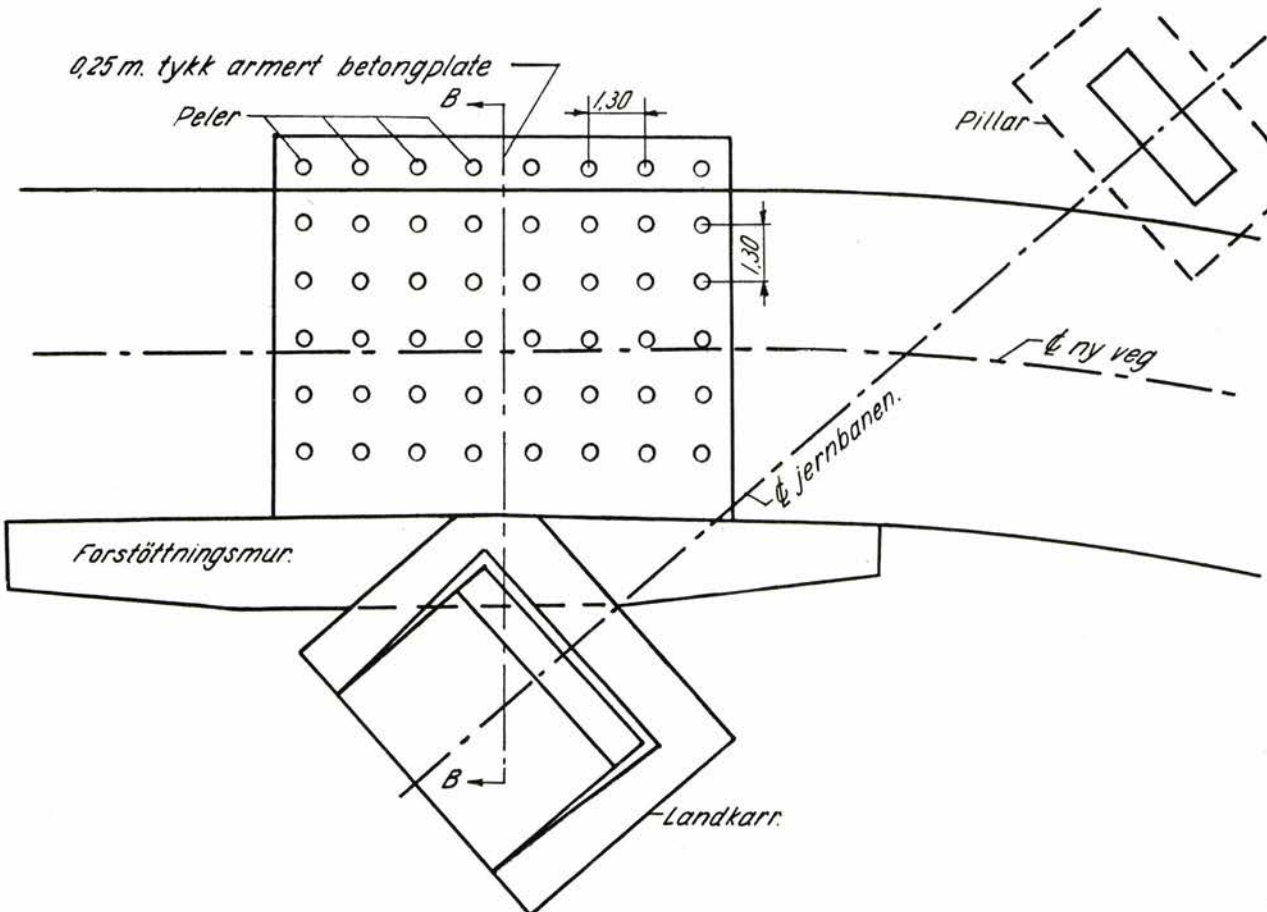 0,25 m. tykk armert betongplate
B
1,30
Peler
Pillar
1,30
℄ ny veg
℄ jernbanen.
Forstöttningsmur.
B
Landkarr.